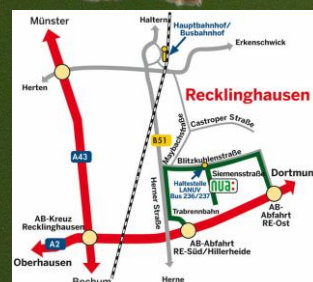 Münster
Haltern
Hauptbahnhof/
Busbahnhof
Erkenschwick
Herten
Recklinghausen
Castroper Straße
Maybachstraße
B51
A43
Blitzkuhlenstraße
Haltestelle
LANUV
Bus 236/237
Siemensstraße
nua:
Dortmund
Herner Straße
Trabrennbahn
AB-
Abfahrt
RE-Ost
AB-Kreuz
Recklinghausen
A2
Oberhausen
AB-Abfahrt
RE-Süd/Hillerheide
Bochum
Herne